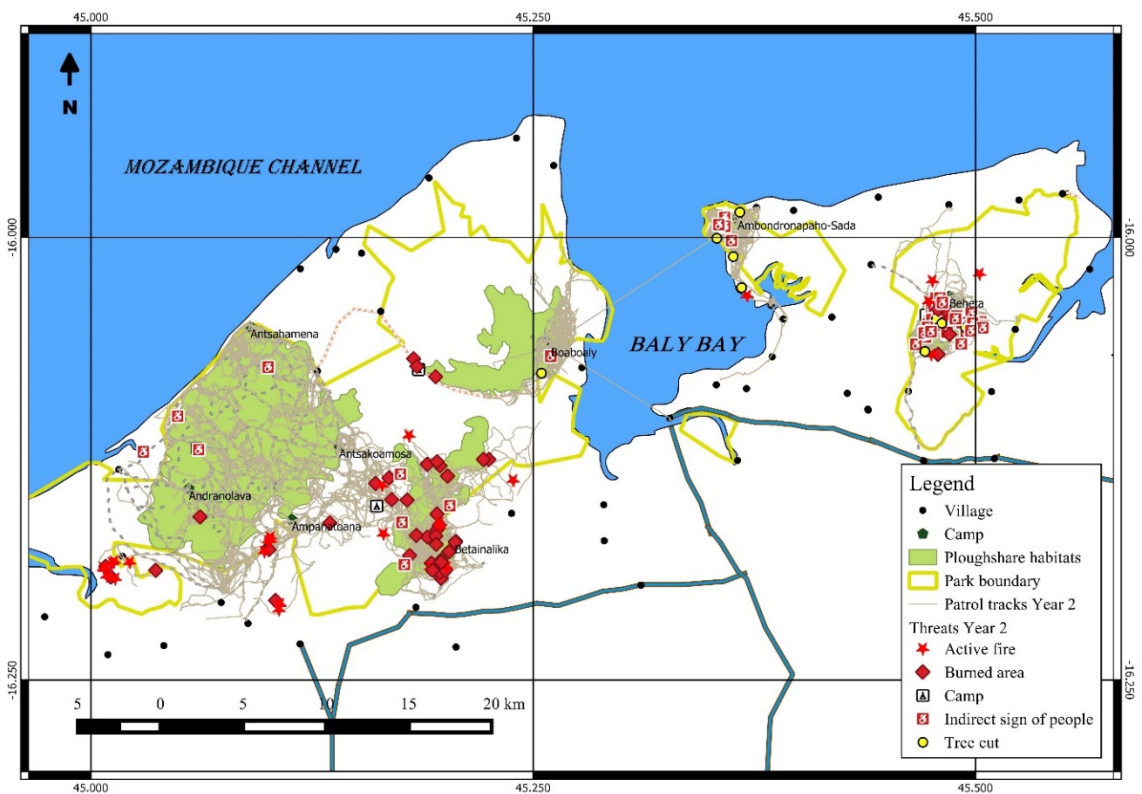 45.000
45.250
45.500
N
MOZAMBIQUE CHANNEL
-16.000
-16.000
Ambondronapaho-Sada
Beheta
Antsahamena
Boaboaly
BALY BAY
Antsakoamosa
Andranolava
Ampanatoana
Betainalika
Legend
Village
Camp
Ploughshare habitats
Park boundary
Patrol tracks Year 2
Threats Year 2
Active fire
Burned area
Camp
Indirect sign of people
Tree cut
-16.250
-16.250
5 0 5 10 15 20 km
45.000
45.250
45.500